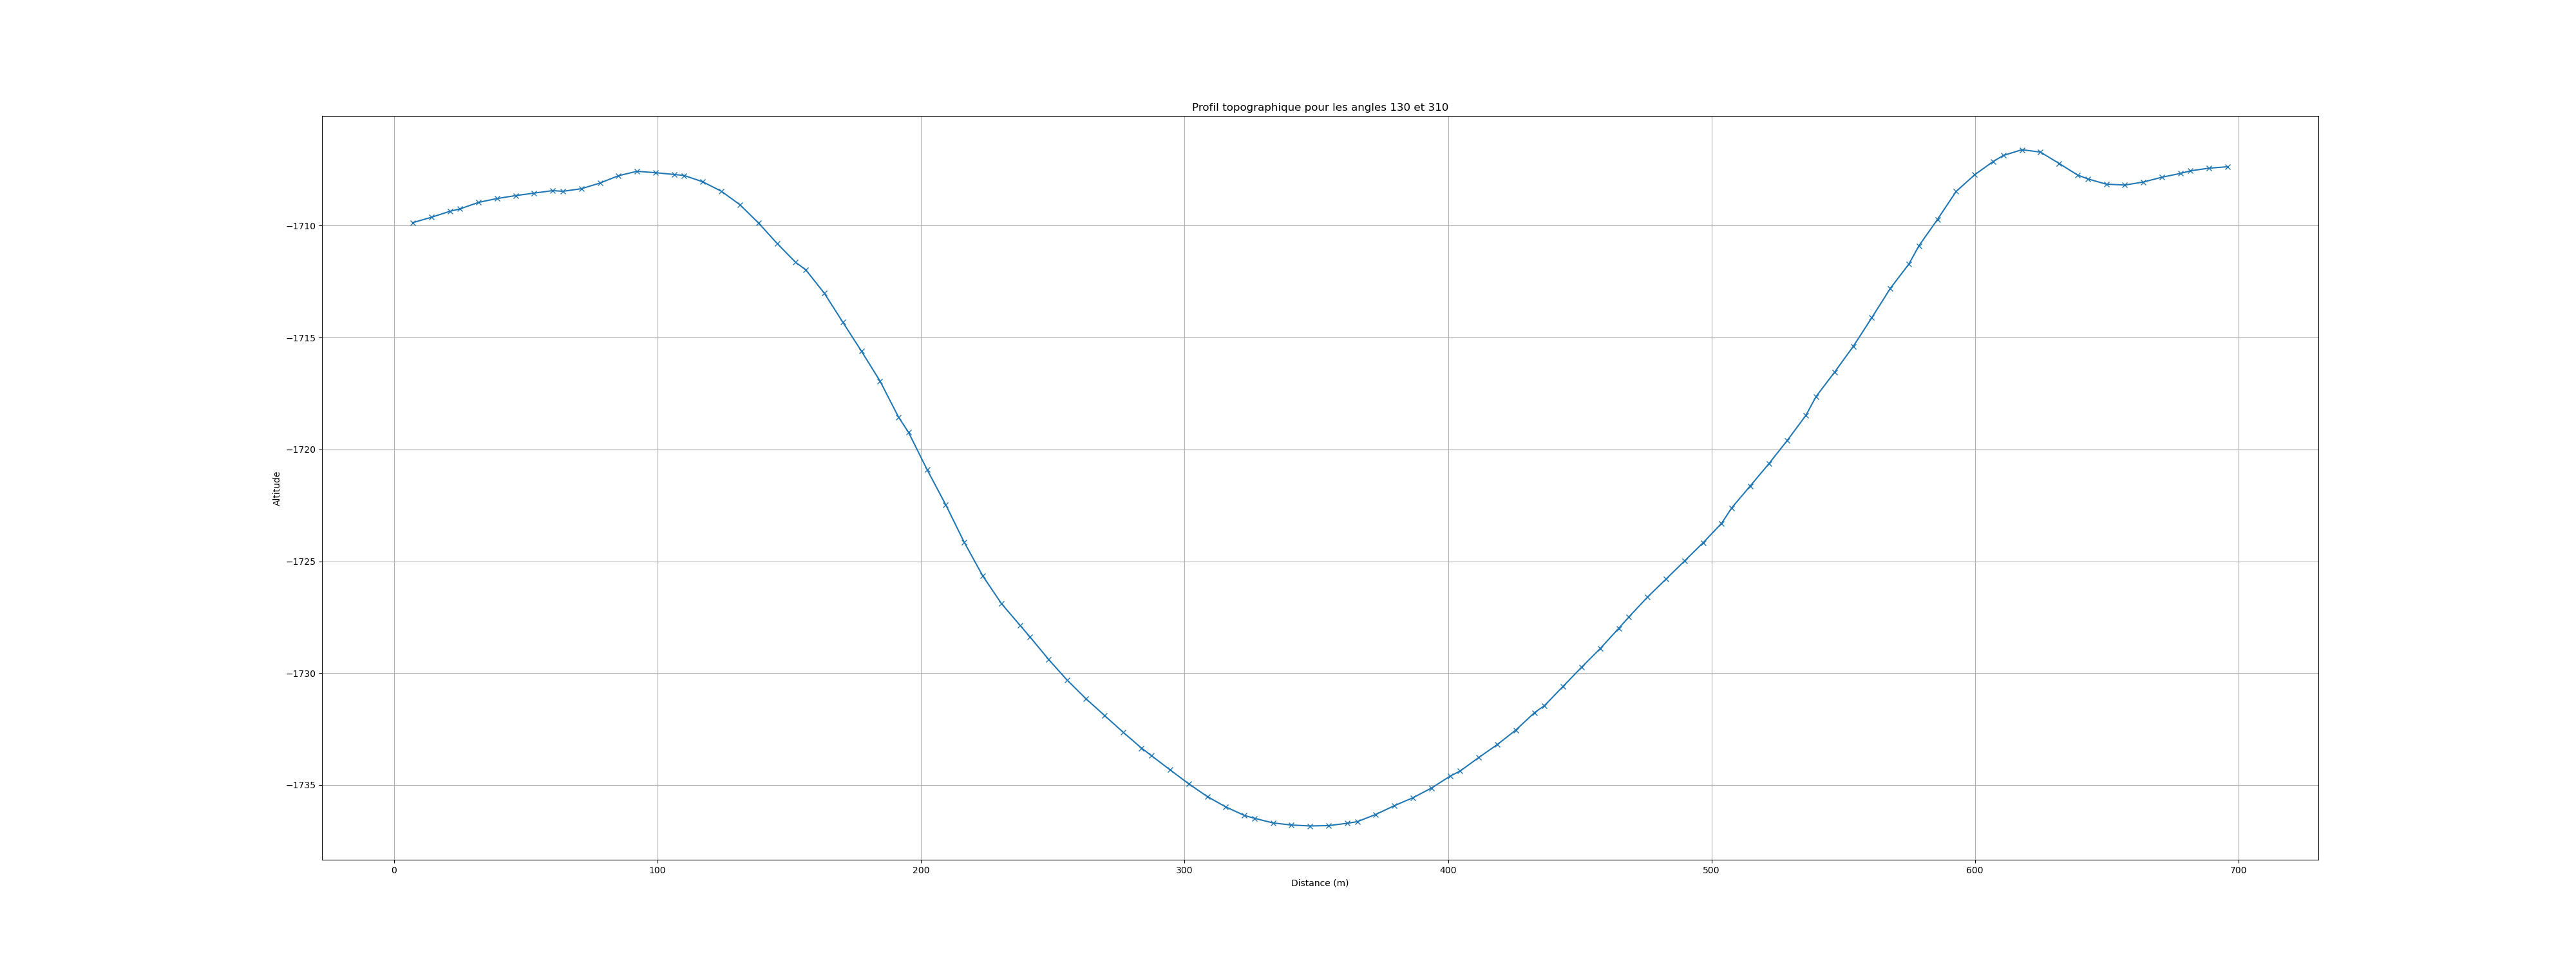 Profil topographique pour les angles 130 et 310
Altitude
−1710
−1715
−1720
−1725
−1730
−1735
0 100 200 300 400 500 600 700
Distance (m)